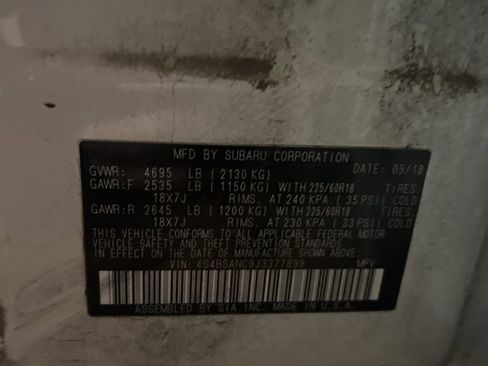 MFD BY SUBARU CORPORATION
GVWR: 4695 LB ( 2130 KG) DATE: 05/18
GAWR:F 2535 LB ( 1150 KG) WITH 225/60R18 TIRES.
18X7J RIMS. AT 240 KPA ( 35 PSI) COLD
GAWR:R 2645 LB ( 1200 KG) WITH 225/60R18 TIRES.
18X7J RIMS. AT 230 KPA ( 33 PSI) COLD
THIS VEHICLE CONFORMS TO ALL APPLICABLE FEDERAL MOTOR
VEHICLE SAFETY AND THEFT PREVENTION STANDARDS IN
EFFECT ON THE DATE OF MANUFACTURE SHOWN ABOVE.
VIN: 4S4BSANC9J3377899 MPV
ASSEMBLED BY SIA INC. MADE IN U.S.A.